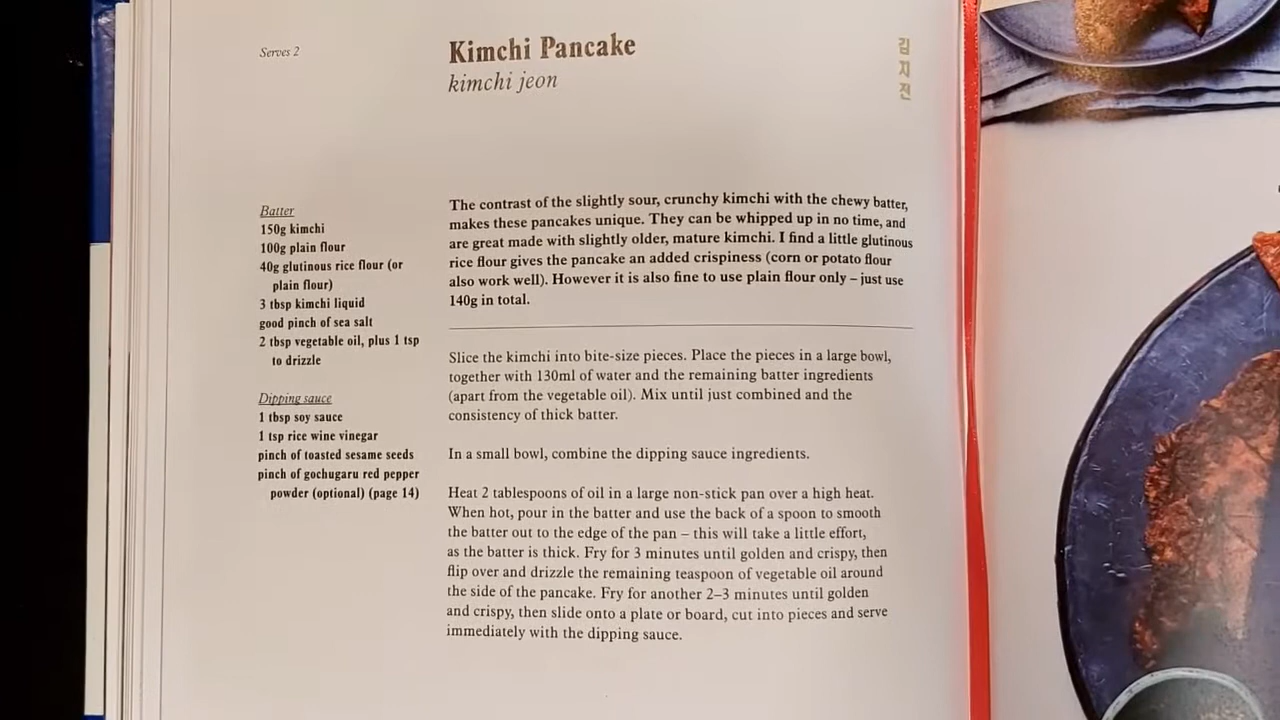 Serves 2
Kimchi Pancake
kimchi jeon
김
지
전
Batter
150g kimchi
100g plain flour
40g glutinous rice flour (or
plain flour)
3 tbsp kimchi liquid
good pinch of sea salt
2 tbsp vegetable oil, plus 1 tsp
to drizzle
Dipping sauce
1 tbsp soy sauce
1 tsp rice wine vinegar
pinch of toasted sesame seeds
pinch of gochugaru red pepper
powder (optional) (page 14)
The contrast of the slightly sour, crunchy kimchi with the chewy batter,
makes these pancakes unique. They can be whipped up in no time, and
are great made with slightly older, mature kimchi. I find a little glutinous
rice flour gives the pancake an added crispiness (corn or potato flour
also work well). However it is also fine to use plain flour only – just use
140g in total.
Slice the kimchi into bite-size pieces. Place the pieces in a large bowl,
together with 130ml of water and the remaining batter ingredients
(apart from the vegetable oil). Mix until just combined and the
consistency of thick batter.
In a small bowl, combine the dipping sauce ingredients.
Heat 2 tablespoons of oil in a large non-stick pan over a high heat.
When hot, pour in the batter and use the back of a spoon to smooth
the batter out to the edge of the pan – this will take a little effort,
as the batter is thick. Fry for 3 minutes until golden and crispy, then
flip over and drizzle the remaining teaspoon of vegetable oil around
the side of the pancake. Fry for another 2–3 minutes until golden
and crispy, then slide onto a plate or board, cut into pieces and serve
immediately with the dipping sauce.